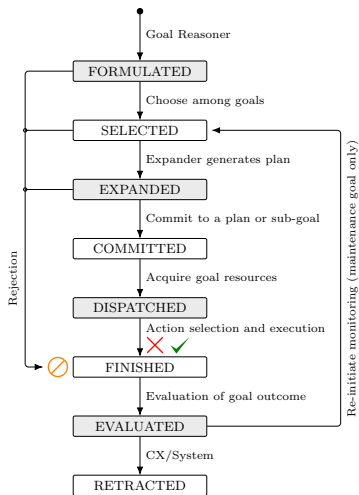 Goal Reasoner
FORMULATED
Choose among goals
SELECTED
Expander generates plan
EXPANDED
Commit to a plan or sub-goal
COMMITTED
Acquire goal resources
DISPATCHED
Action selection and execution
FINISHED
Evaluation of goal outcome
EVALUATED
CX/System
RETRACTED
Rejection
Re-initiate monitoring (maintenance goal only)